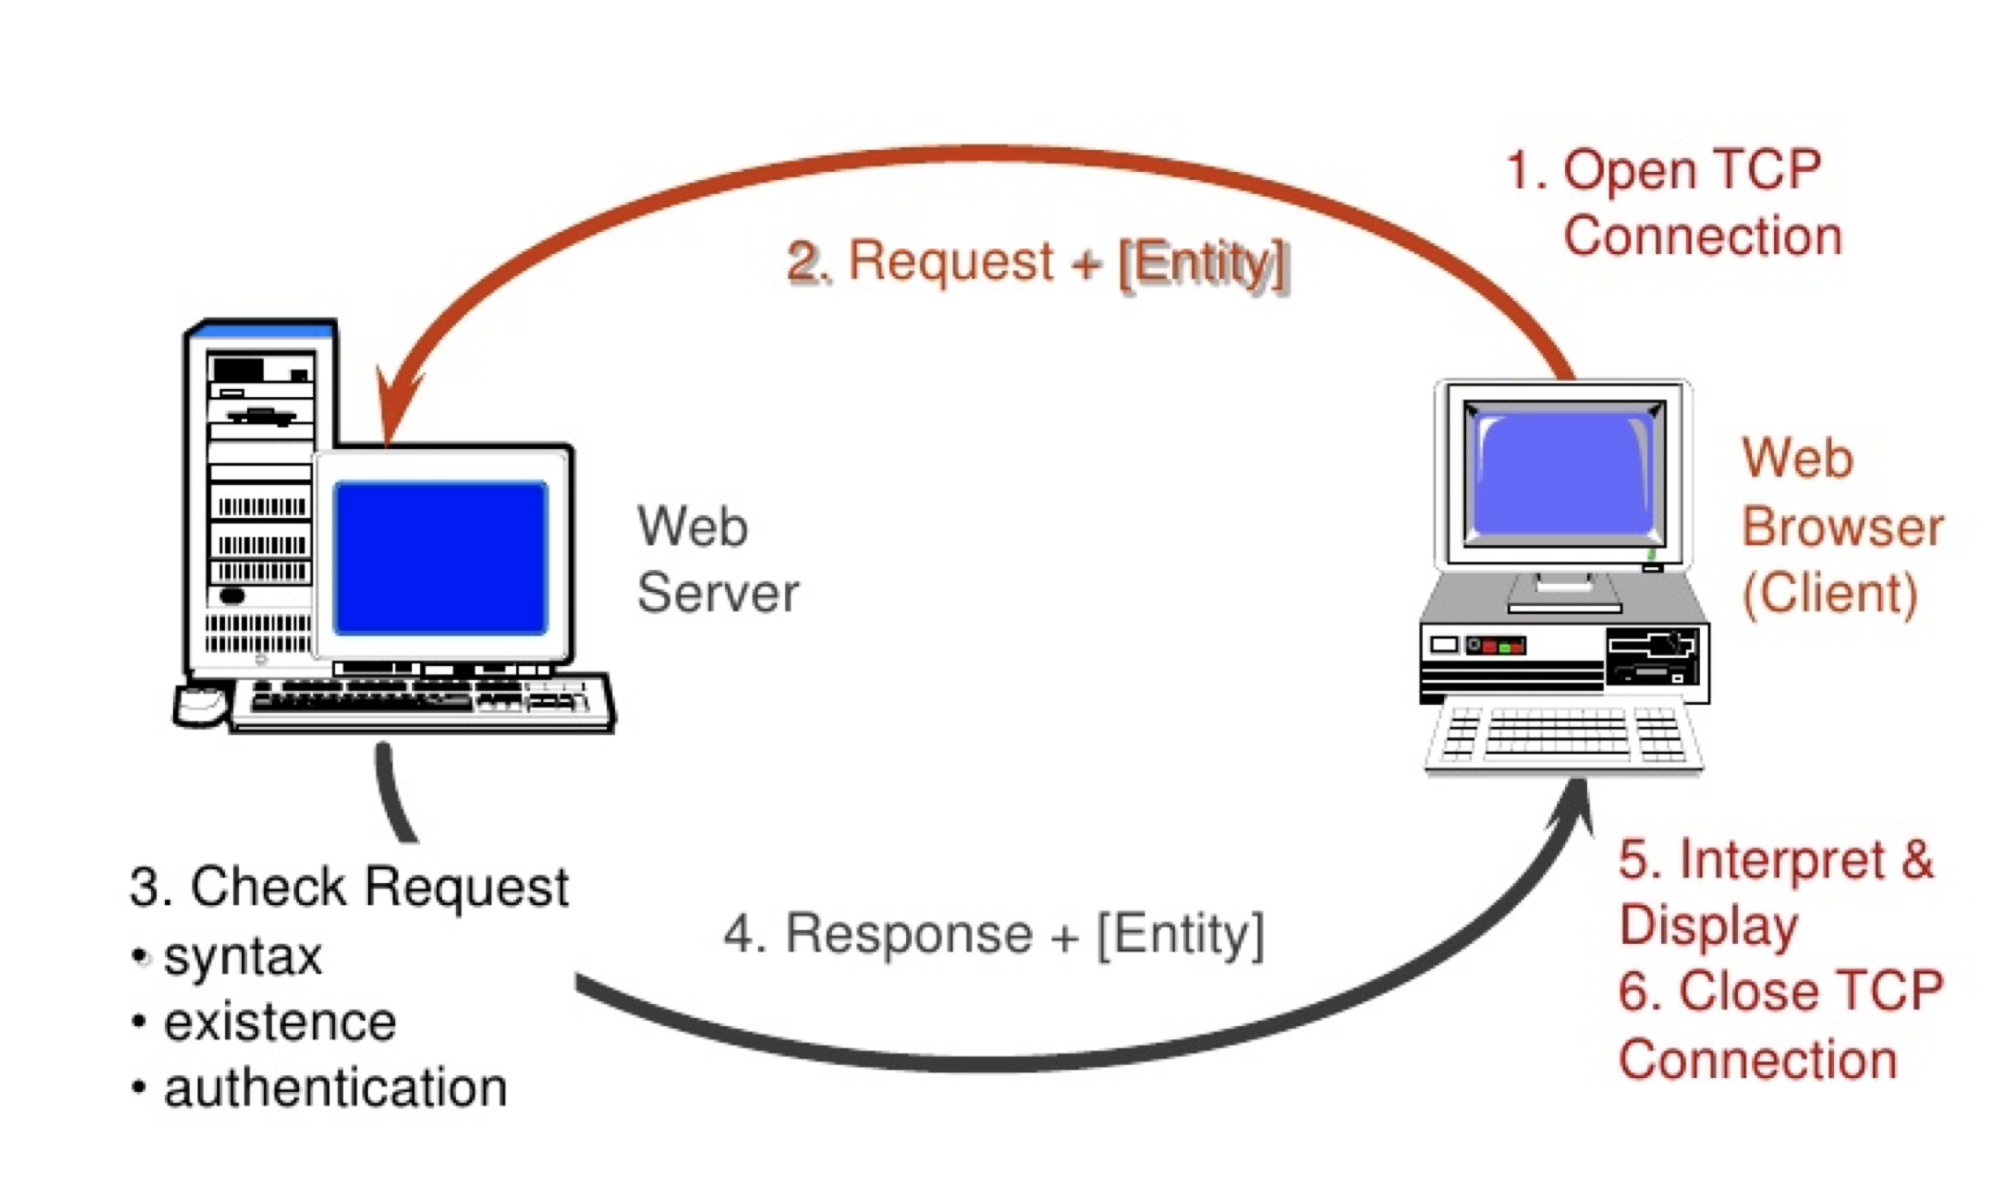 1. Open TCP
Connection
2. Request + [Entity]
Web
Server
Web
Browser
(Client)
3. Check Request
• syntax
• existence
• authentication
4. Response + [Entity]
5. Interpret &
Display
6. Close TCP
Connection